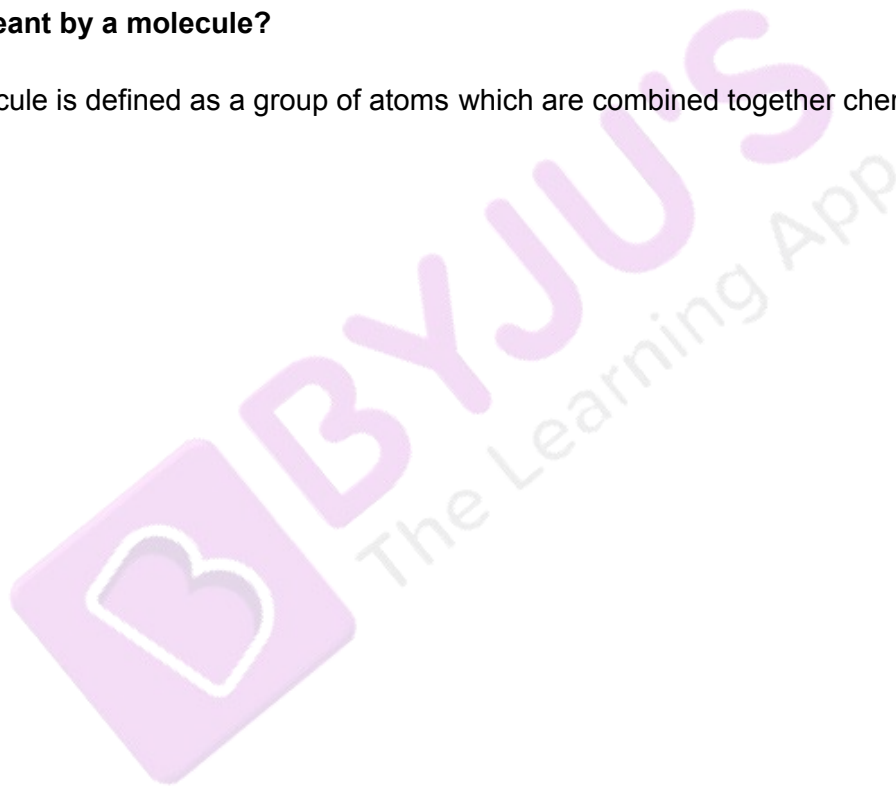 eant by a molecule?
cule is defined as a group of atoms which are combined together cher
BYJU'S
The Learning App